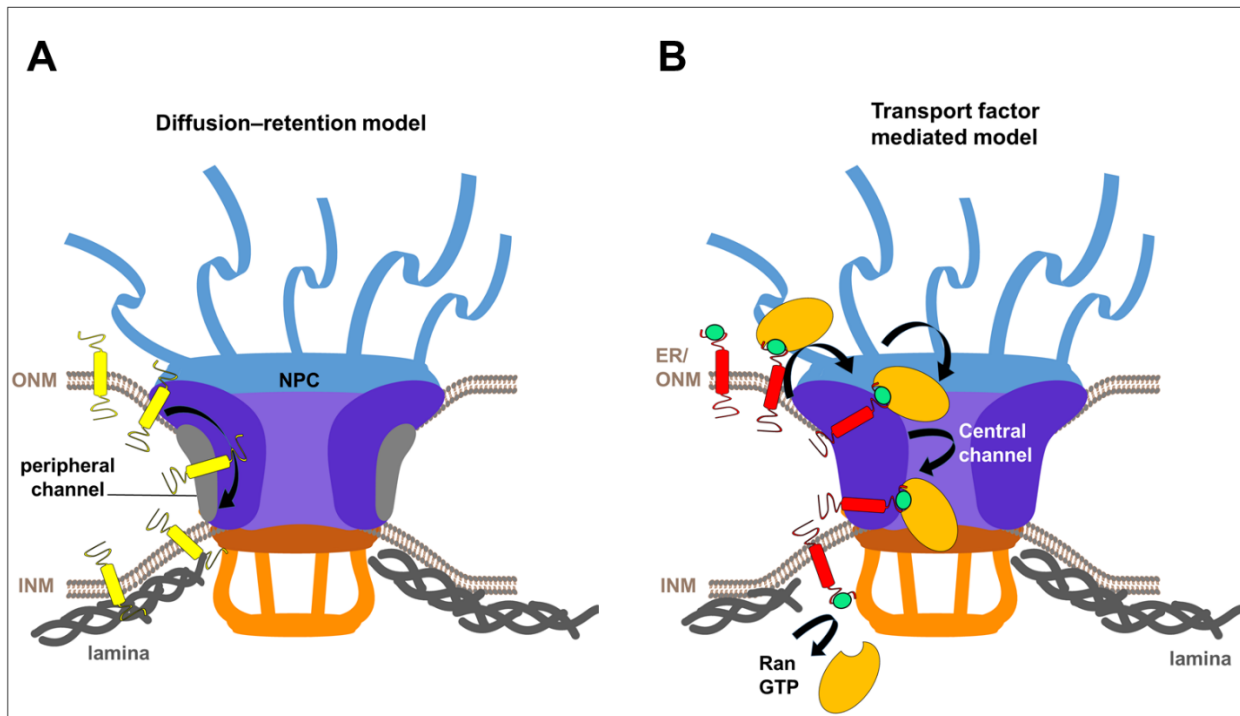 A
Diffusion–retention model
ONM
NPC
peripheral
channel
INM
lamina
B
Transport factor
mediated model
ER/
ONM
Central
channel
INM
Ran
GTP
lamina